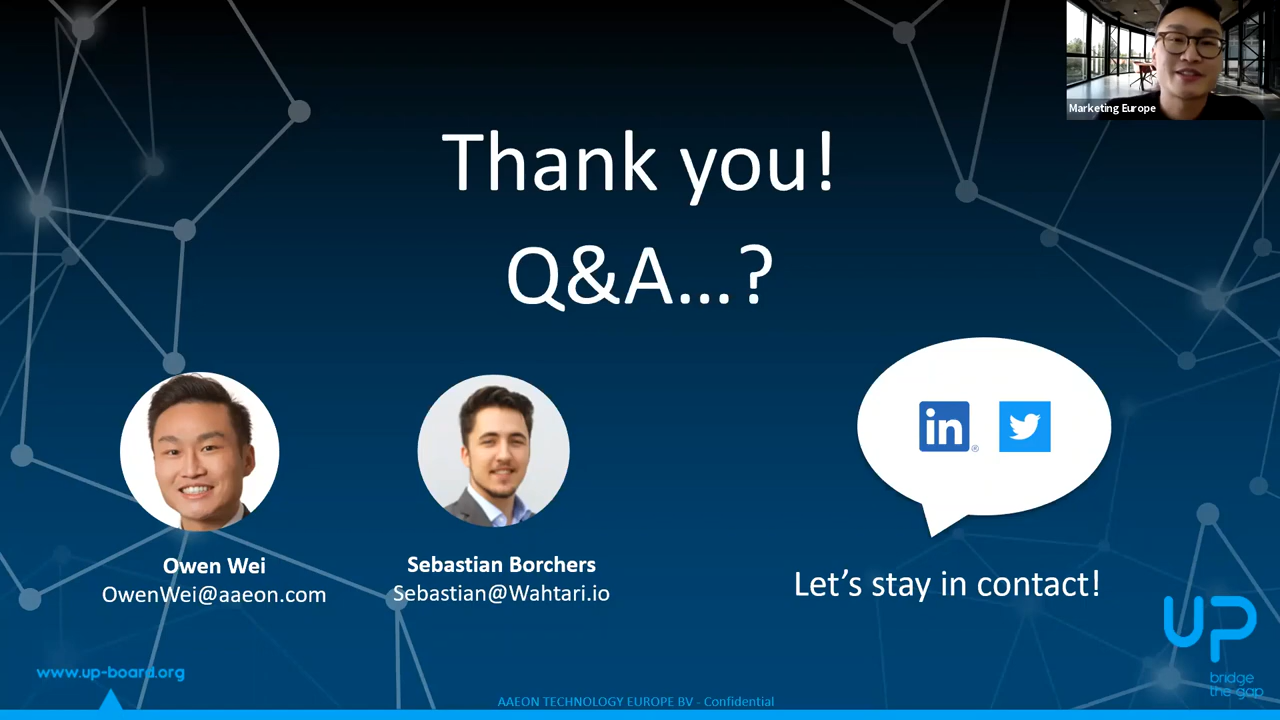 Marketing Europe
Thank you!
Q&A...?
in
®
Owen Wei
OwenWei@aaeon.com
Sebastian Borchers
Sebastian@Wahtari.io
Let's stay in contact!
UP
bridge
the gap
www.up-board.org
AAEON TECHNOLOGY EUROPE BV - Confidential